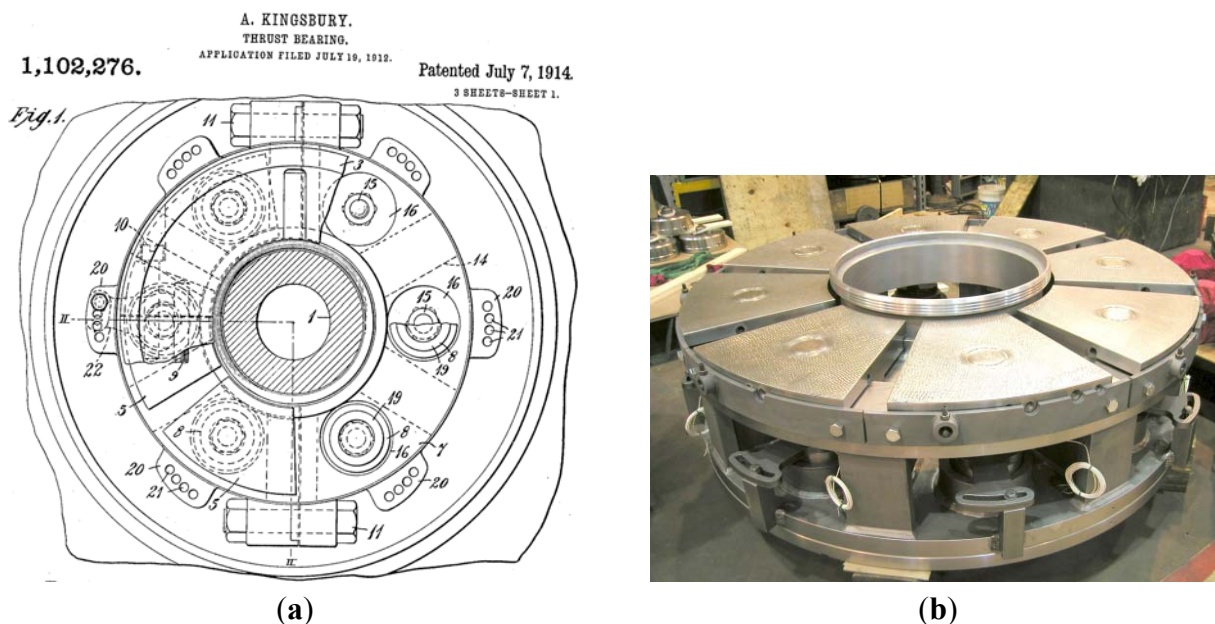 A. KINGSBURY.
THRUST BEARING.
APPLICATION FILED JULY 19, 1912.
1,102,276.
Patented July 7, 1914.
3 SHEETS—SHEET 1.
Fig. 1.
11
3
15
16
10
14
20
16
15
20
II
1
21
8
19
22
9
5
19
8
8
7
16
20
21
5
20
11
II
(a)
(b)